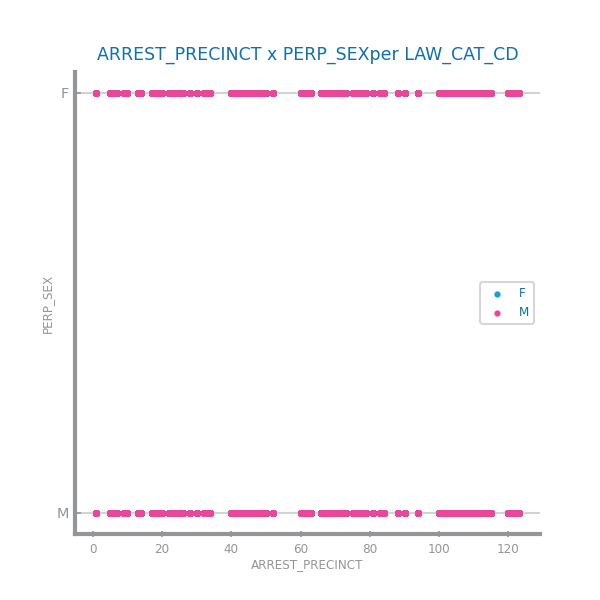 ARREST_PRECINCT x PERP_SEXper LAW_CAT_CD
F
PERP_SEX
F
M
M
0 20 40 60 80 100 120
ARREST_PRECINCT